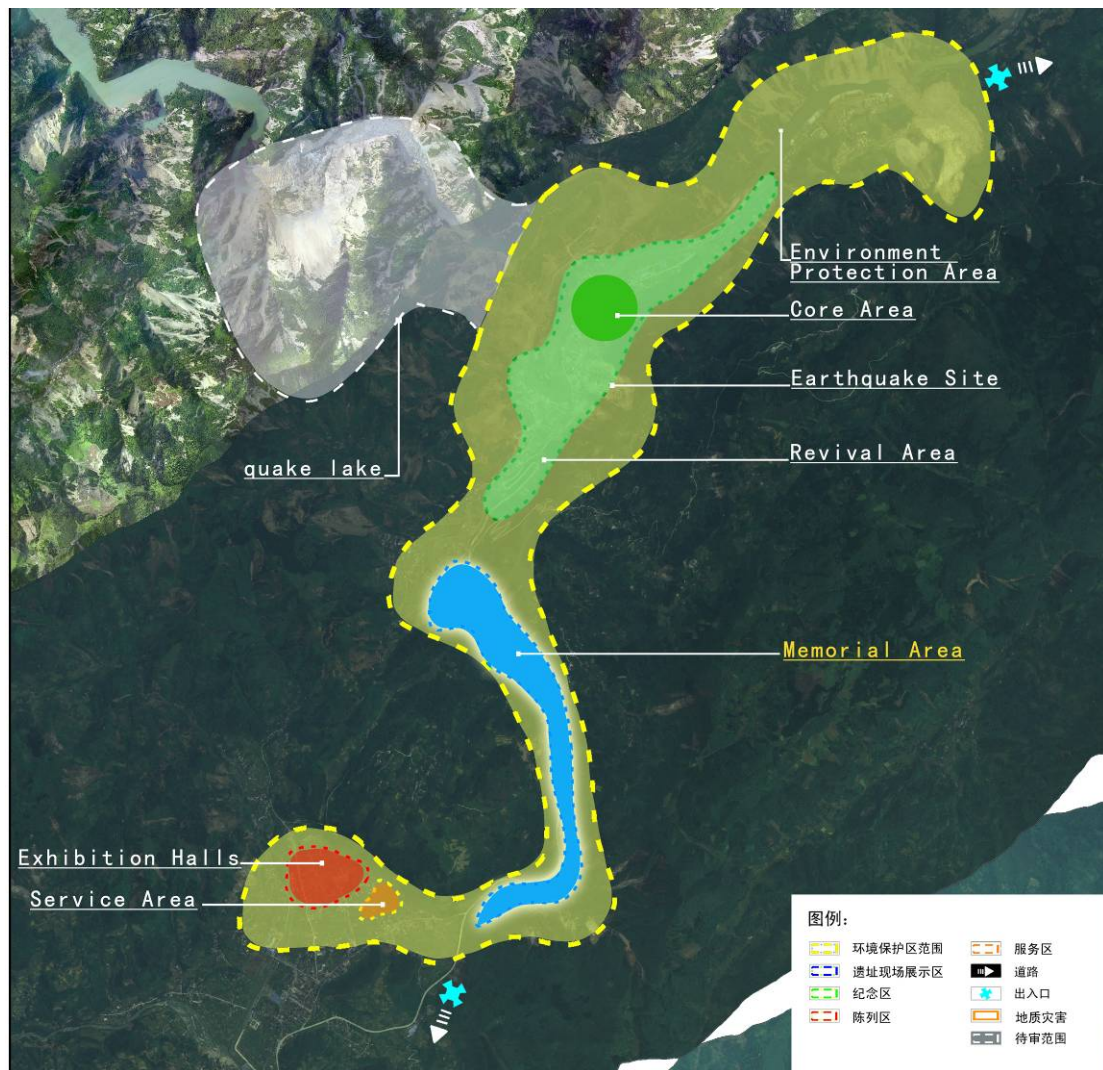 Environment
Protection Area
Core Area
Earthquake Site
Revival Area
quake lake
Memorial Area
Exhibition Halls
Service Area
图例:
环境保护区范围
遗址现场展示区
纪念区
陈列区
服务区
道路
出入口
地质灾害
待审范围